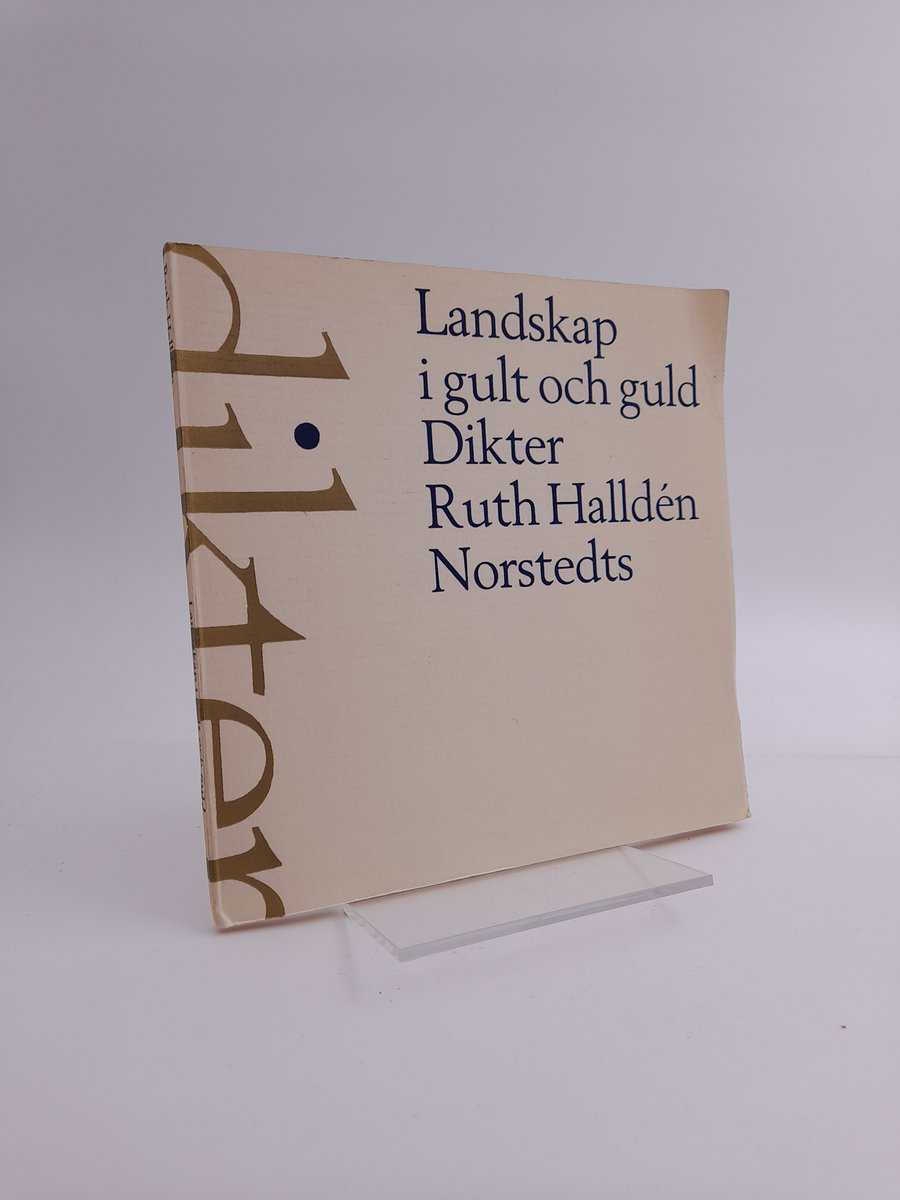 dikter
Landskap
i gult och guld
Dikter
Ruth Halldén
Norstedts